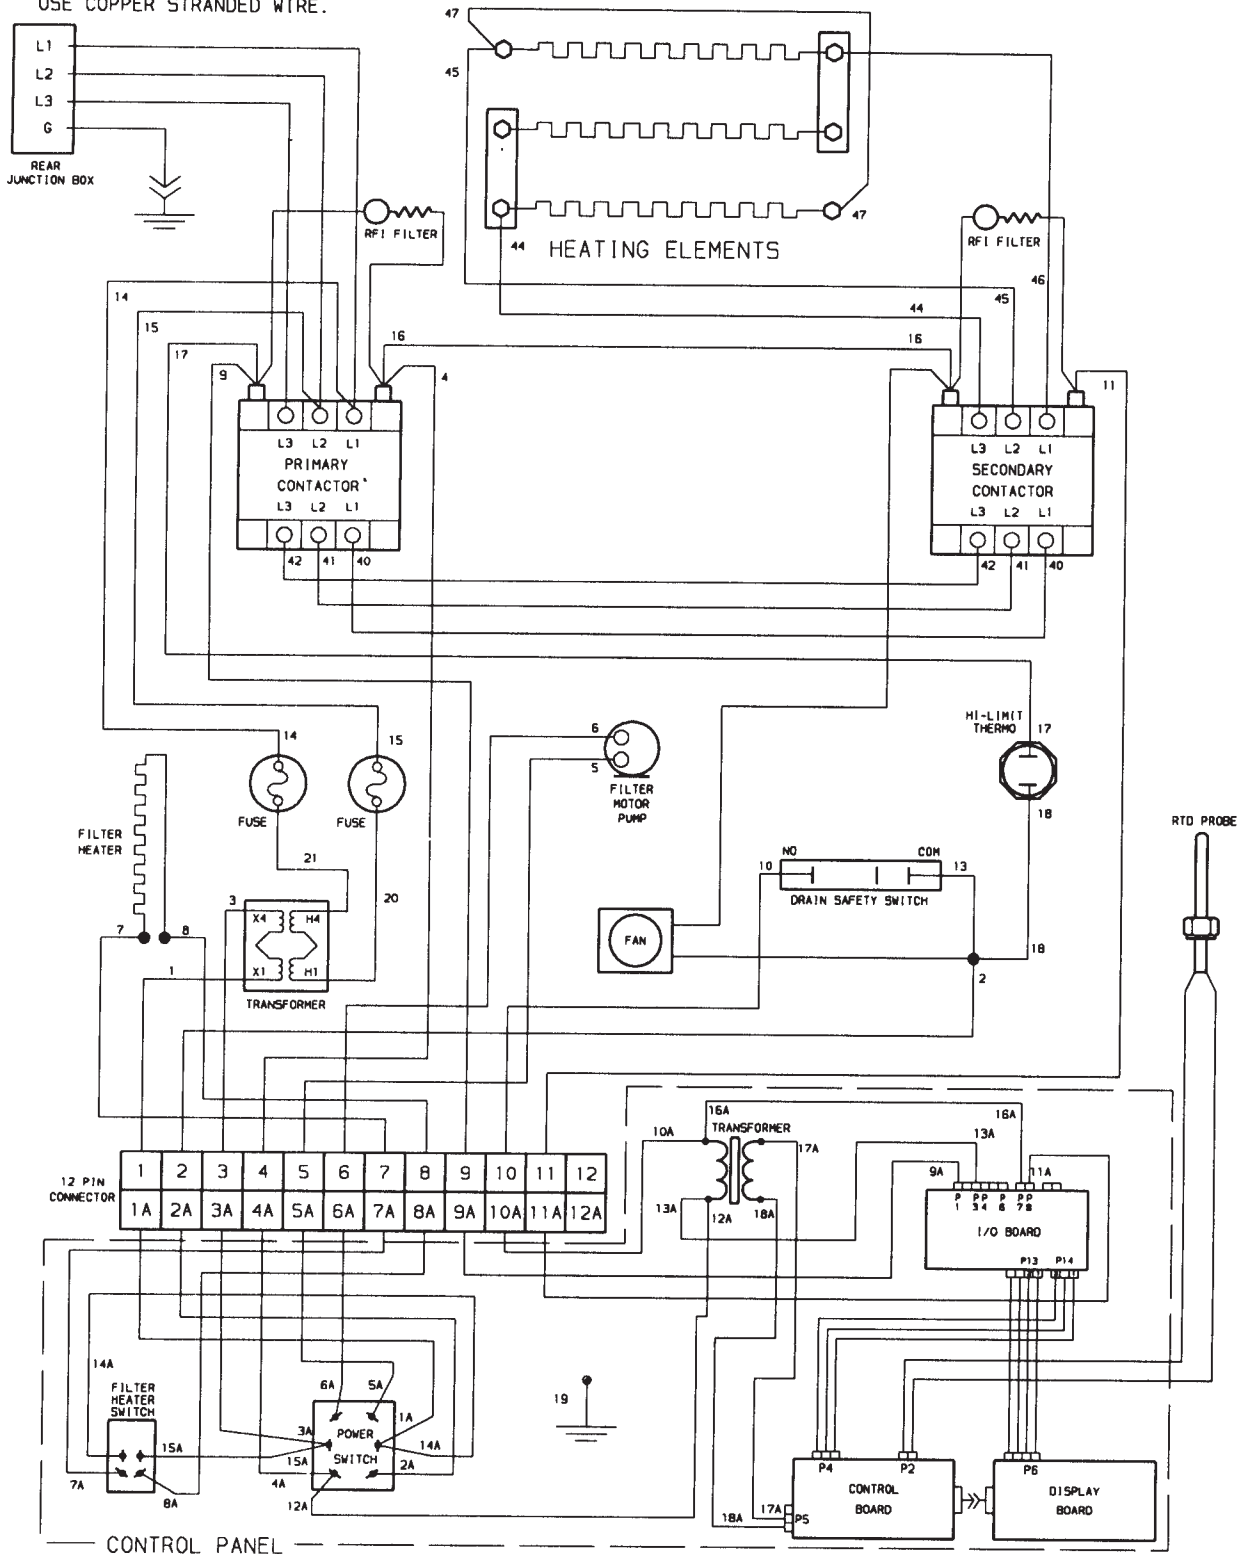 USE COPPER STRANDED WIRE.
L1
L2
L3
G
REAR
JUNCTION BOX
47
45
47
44
HEATING ELEMENTS
RFI FILTER
RFI FILTER
14
15
17
9
16
4
44
45
46
16
11
L3 L2 L1
PRIMARY
CONTACTOR
L3 L2 L1
42 41 40
L3 L2 L1
SECONDARY
CONTACTOR
L3 L2 L1
42 41 40
14
15
FUSE
FUSE
6
5
FILTER
MOTOR
PUMP
HI-LIMIT
THERMO
17
18
RTD PROBE
FILTER
HEATER
21
20
3
X4 H4
X1 H1
TRANSFORMER
7
8
1
NO
COM
10
13
DRAIN SAFETY SWITCH
FAN
18
2
12 PIN
CONNECTOR
1 2 3 4 5 6 7 8 9 10 11 12
1A 2A 3A 4A 5A 6A 7A 8A 9A 10A 11A 12A
10A
16A
TRANSFORMER
17A
13A
12A
18A
16A
13A
9A
11A
P1 P3 P4 P6 P7 P8
I/O BOARD
P13 P14
14A
FILTER
HEATER
SWITCH
15A
7A
8A
6A
5A
3A
1A
POWER
SWITCH
14A
15A
4A
2A
12A
19
P4
P2
CONTROL
BOARD
17A
18A
P5
P6
DISPLAY
BOARD
CONTROL PANEL